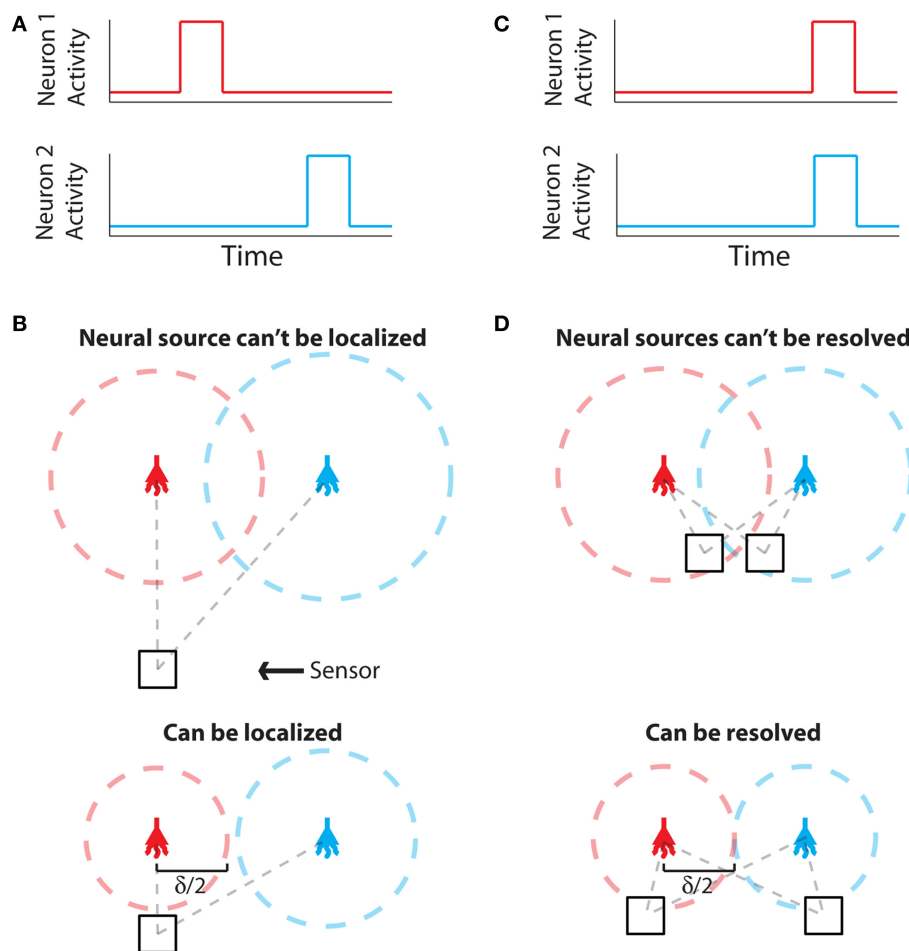 A
Neuron 1
Activity
Neuron 2
Activity
Time
B
Neural source can't be localized
Sensor
Can be localized
δ/2
C
Neuron 1
Activity
Neuron 2
Activity
Time
D
Neural sources can't be resolved
Can be resolved
δ/2